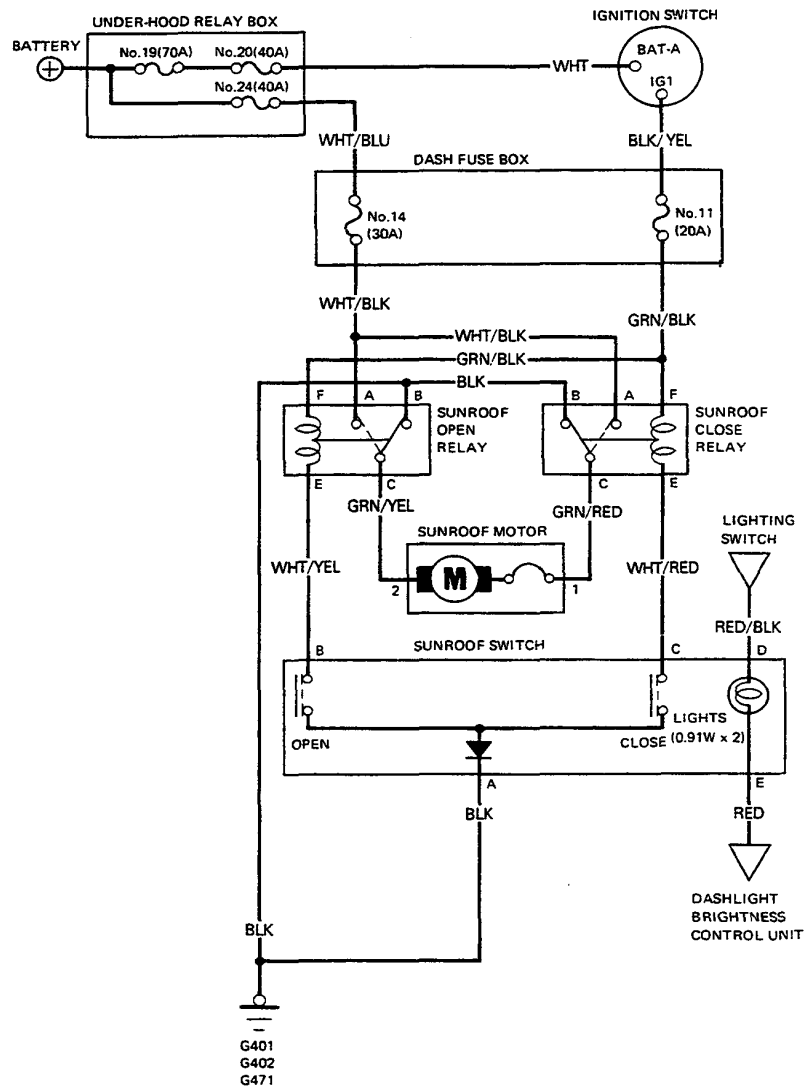 UNDER-HOOD RELAY BOX
IGNITION SWITCH
BATTERY
No.19(70A)
No.20(40A)
BAT-A
WHT
No.24(40A)
IG1
WHT/BLU
BLK/YEL
DASH FUSE BOX
No.14
(30A)
No.11
(20A)
WHT/BLK
GRN/BLK
WHT/BLK
GRN/BLK
BLK
F
A
B
B
A
F
SUNROOF
OPEN
RELAY
SUNROOF
CLOSE
RELAY
E
C
C
E
GRN/YEL
GRN/RED
SUNROOF MOTOR
LIGHTING
SWITCH
WHT/YEL
M
WHT/RED
2
1
RED/BLK
SUNROOF SWITCH
B
C
D
LIGHTS
(0.91W x 2)
OPEN
CLOSE
A
E
BLK
RED
DASHLIGHT
BRIGHTNESS
CONTROL UNIT
BLK
G401
G402
G471